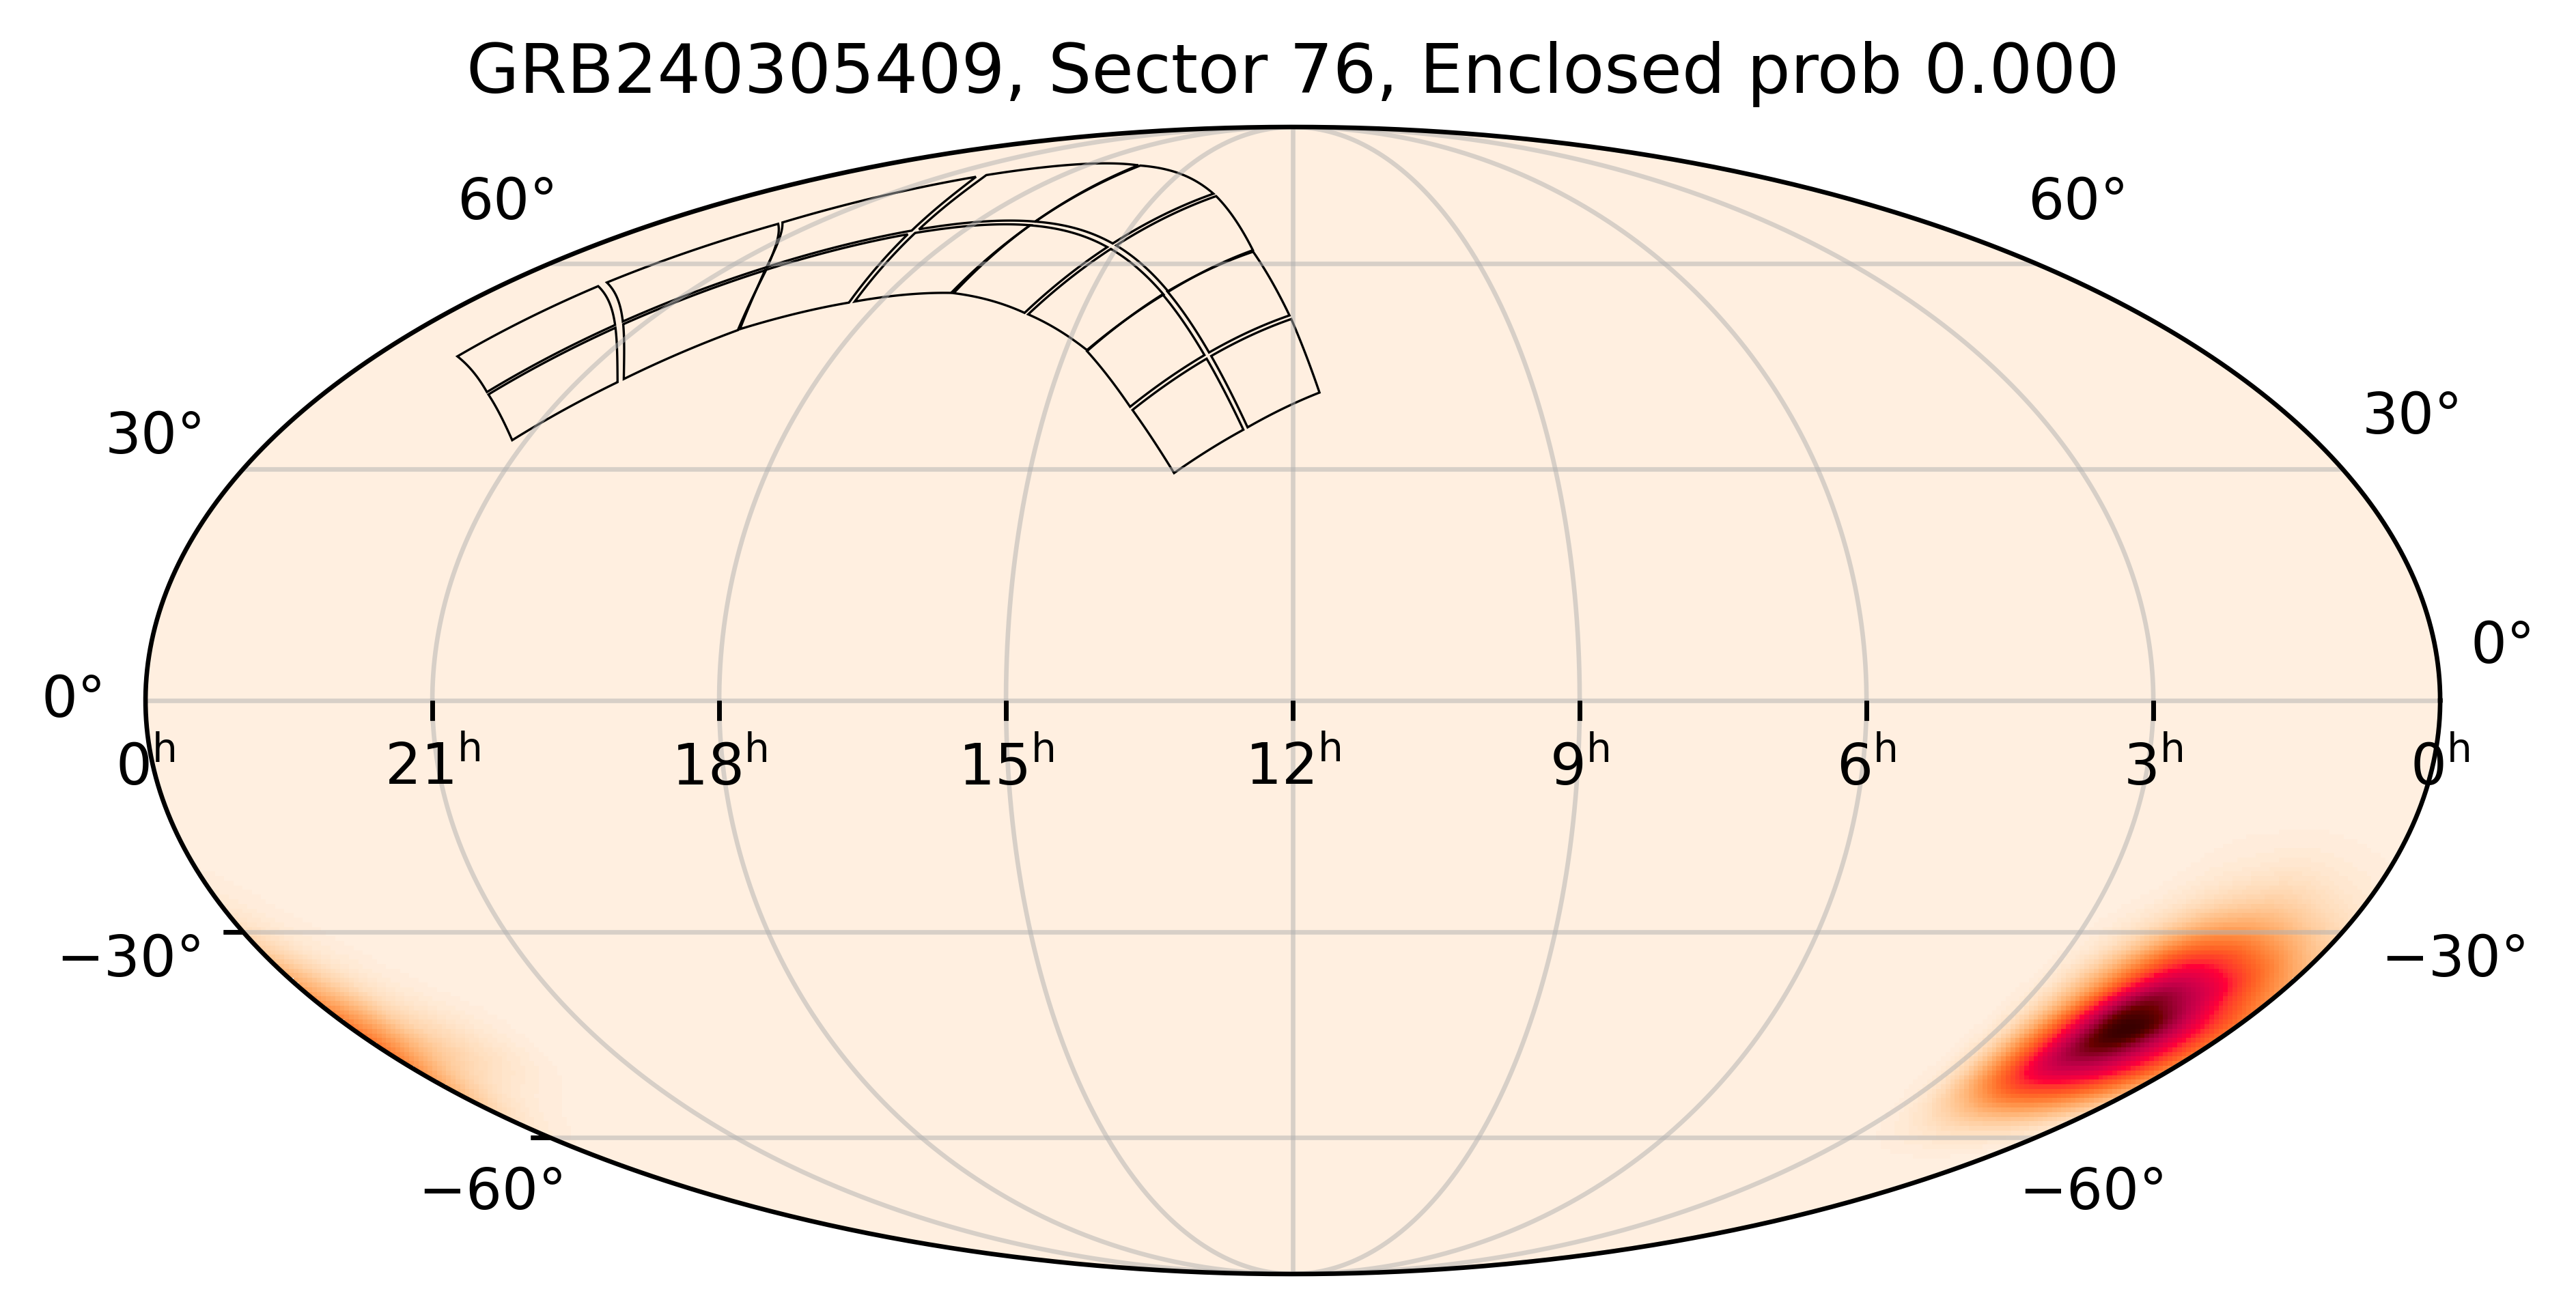 GRB240305409, Sector 76, Enclosed prob 0.000
60° 60°
30° 30°
0° 0°
0ʰ 21ʰ 18ʰ 15ʰ 12ʰ 9ʰ 6ʰ 3ʰ 0ʰ
−30° −30°
−60° −60°